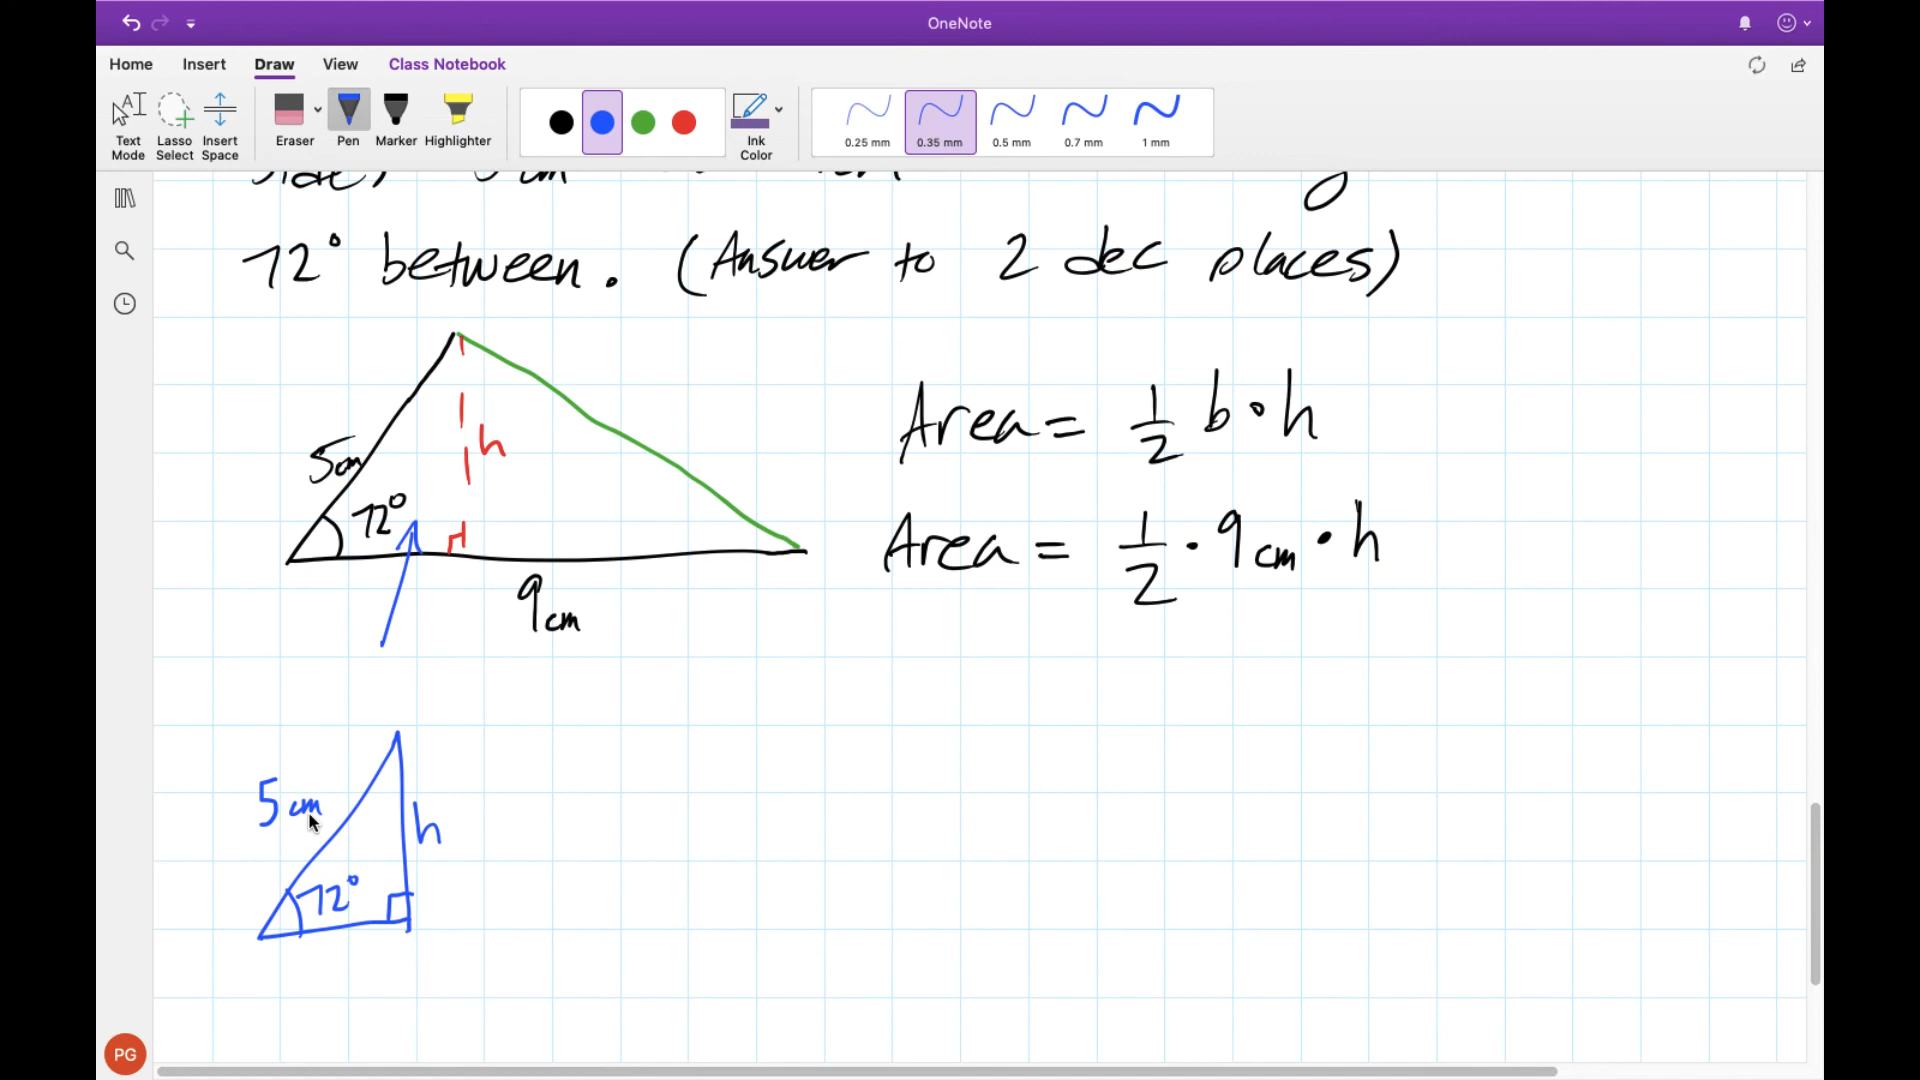 OneNote
Home Insert Draw View Class Notebook
Text Mode
Lasso Select
Insert Space
Eraser
Pen
Marker
Highlighter
Ink Color
0.25 mm
0.35 mm
0.5 mm
0.7 mm
1 mm
72° between. (Answer to 2 dec places)
5cm
h
72°
9cm
Area = 1/2 b • h
Area = 1/2 • 9cm • h
5 cm
h
72°
PG